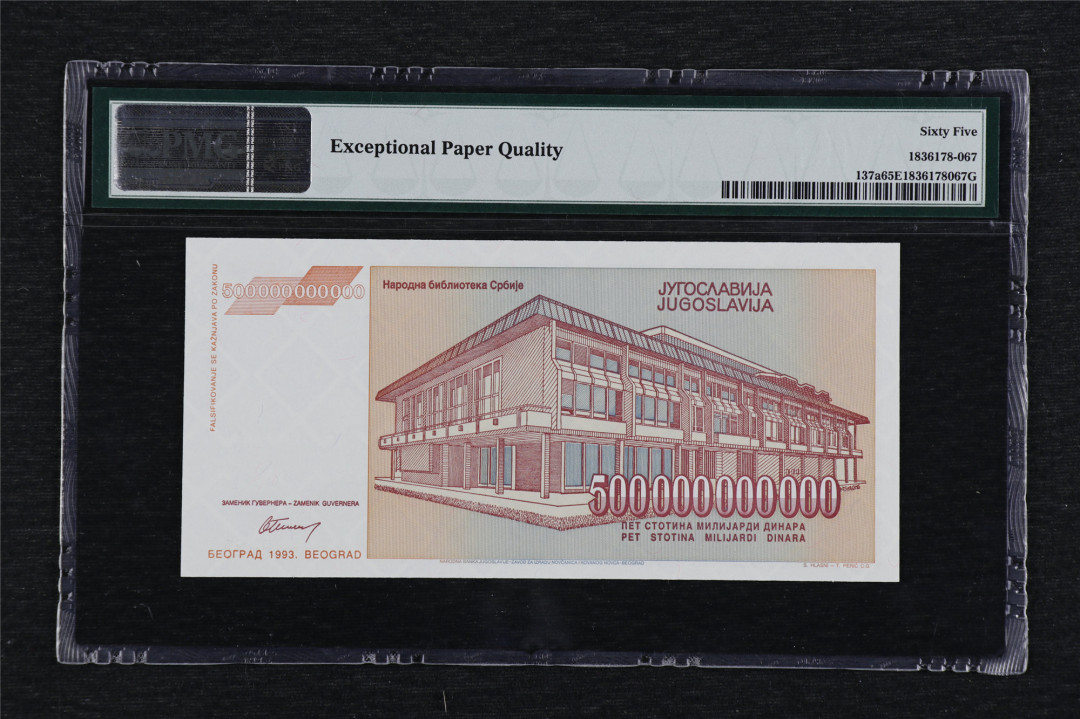 PMG
Exceptional Paper Quality
Sixty Five
1836178-067
137a65E1836178067G
FALSIFIKOVANJE SE KAŽNJAVA PO ZAKONU
500000000000
Народна библиотека Србије
ЈУГОСЛАВИЈА
JUGOSLAVIJA
500000000000
ПЕТ СТОТИНА МИЛИЈАРДИ ДИНАРА
PET STOTINA MILIJARDI DINARA
ЗАМЕНИК ГУВЕРНЕРА – ZAMENIK GUVERNERA
БЕОГРАД 1993. BEOGRAD